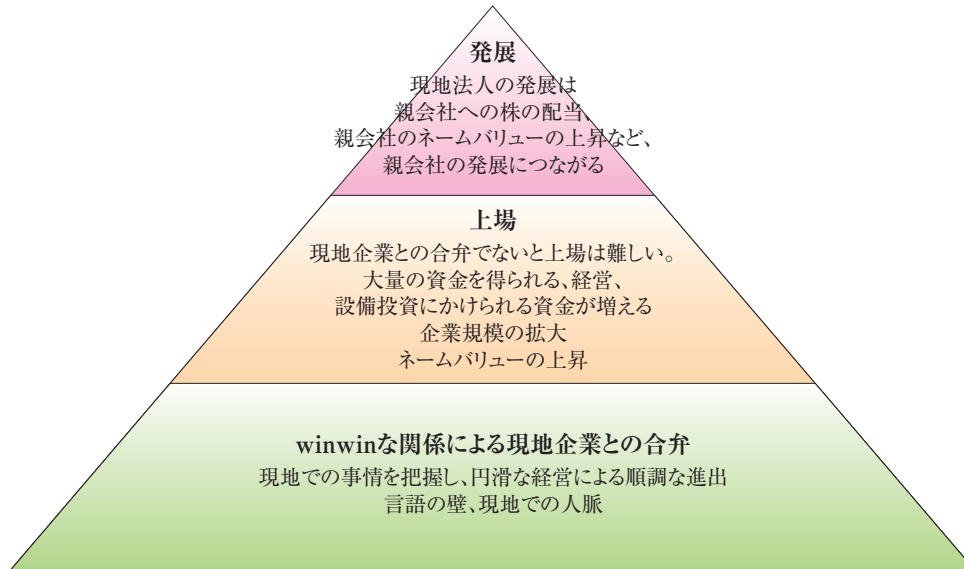 発展
現地法人の発展は
親会社への株の配当、
親会社のネームバリューの上昇など、
親会社の発展につながる
上場
現地企業との合弁でないと上場は難しい。
大量の資金を得られる、経営、
設備投資にかけられる資金が増える
企業規模の拡大
ネームバリューの上昇
winwinな関係による現地企業との合弁
現地での事情を把握し、円滑な経営による順調な進出
言語の壁、現地での人脈